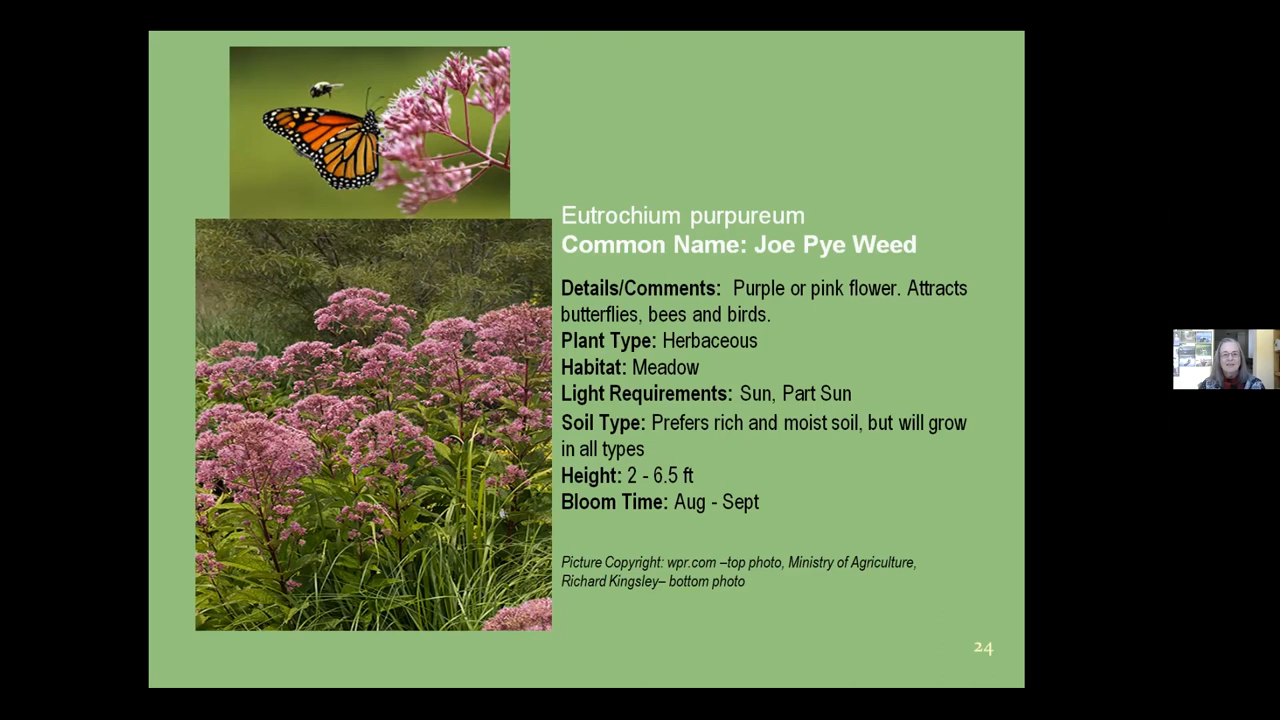 Eutrochium purpureum
Common Name: Joe Pye Weed
Details/Comments: Purple or pink flower. Attracts
butterflies, bees and birds.
Plant Type: Herbaceous
Habitat: Meadow
Light Requirements: Sun, Part Sun
Soil Type: Prefers rich and moist soil, but will grow
in all types
Height: 2 - 6.5 ft
Bloom Time: Aug - Sept
Picture Copyright: wpr.com –top photo, Ministry of Agriculture,
Richard Kingsley– bottom photo
24